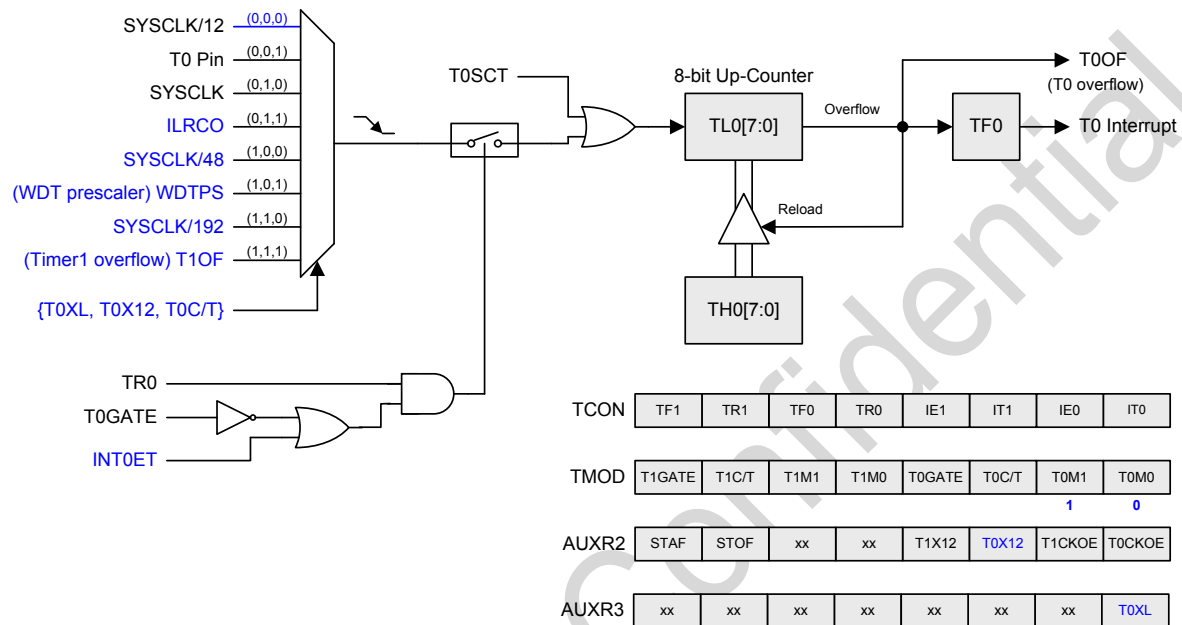 SYSCLK/12 (0,0,0)
T0 Pin (0,0,1)
SYSCLK (0,1,0)
ILRCO (0,1,1)
SYSCLK/48 (1,0,0)
(WDT prescaler) WDTPS (1,0,1)
SYSCLK/192 (1,1,0)
(Timer1 overflow) T1OF (1,1,1)
{T0XL, T0X12, T0C/T}
TR0
T0GATE
INT0ET
T0SCT
8-bit Up-Counter
TL0[7:0]
Overflow
Reload
TH0[7:0]
T0OF
(T0 overflow)
TF0
T0 Interrupt
TCON TF1 TR1 TF0 TR0 IE1 IT1 IE0 IT0
TMOD T1GATE T1C/T T1M1 T1M0 T0GATE T0C/T T0M1 T0M0
1 0
AUXR2 STAF STOF xx xx T1X12 T0X12 T1CKOE T0CKOE
AUXR3 xx xx xx xx xx xx xx T0XL
Confidential